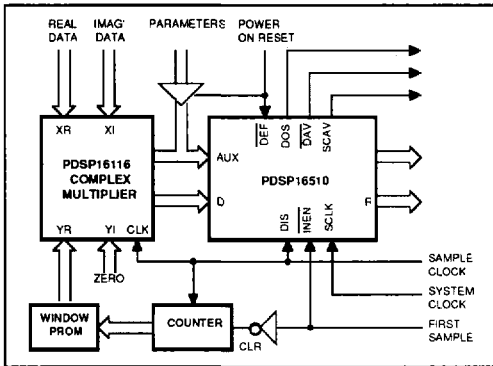 REAL DATA
IMAG' DATA
PARAMETERS
POWER ON RESET
XR
XI
PDSP16116
COMPLEX
MULTIPLIER
YR
YI
CLK
ZERO
AUX
D
DEF
DOS
DAV
SCAV
PDSP16510
R
DIS
INEN
SCLK
SAMPLE CLOCK
SYSTEM CLOCK
FIRST SAMPLE
WINDOW PROM
COUNTER
CLR